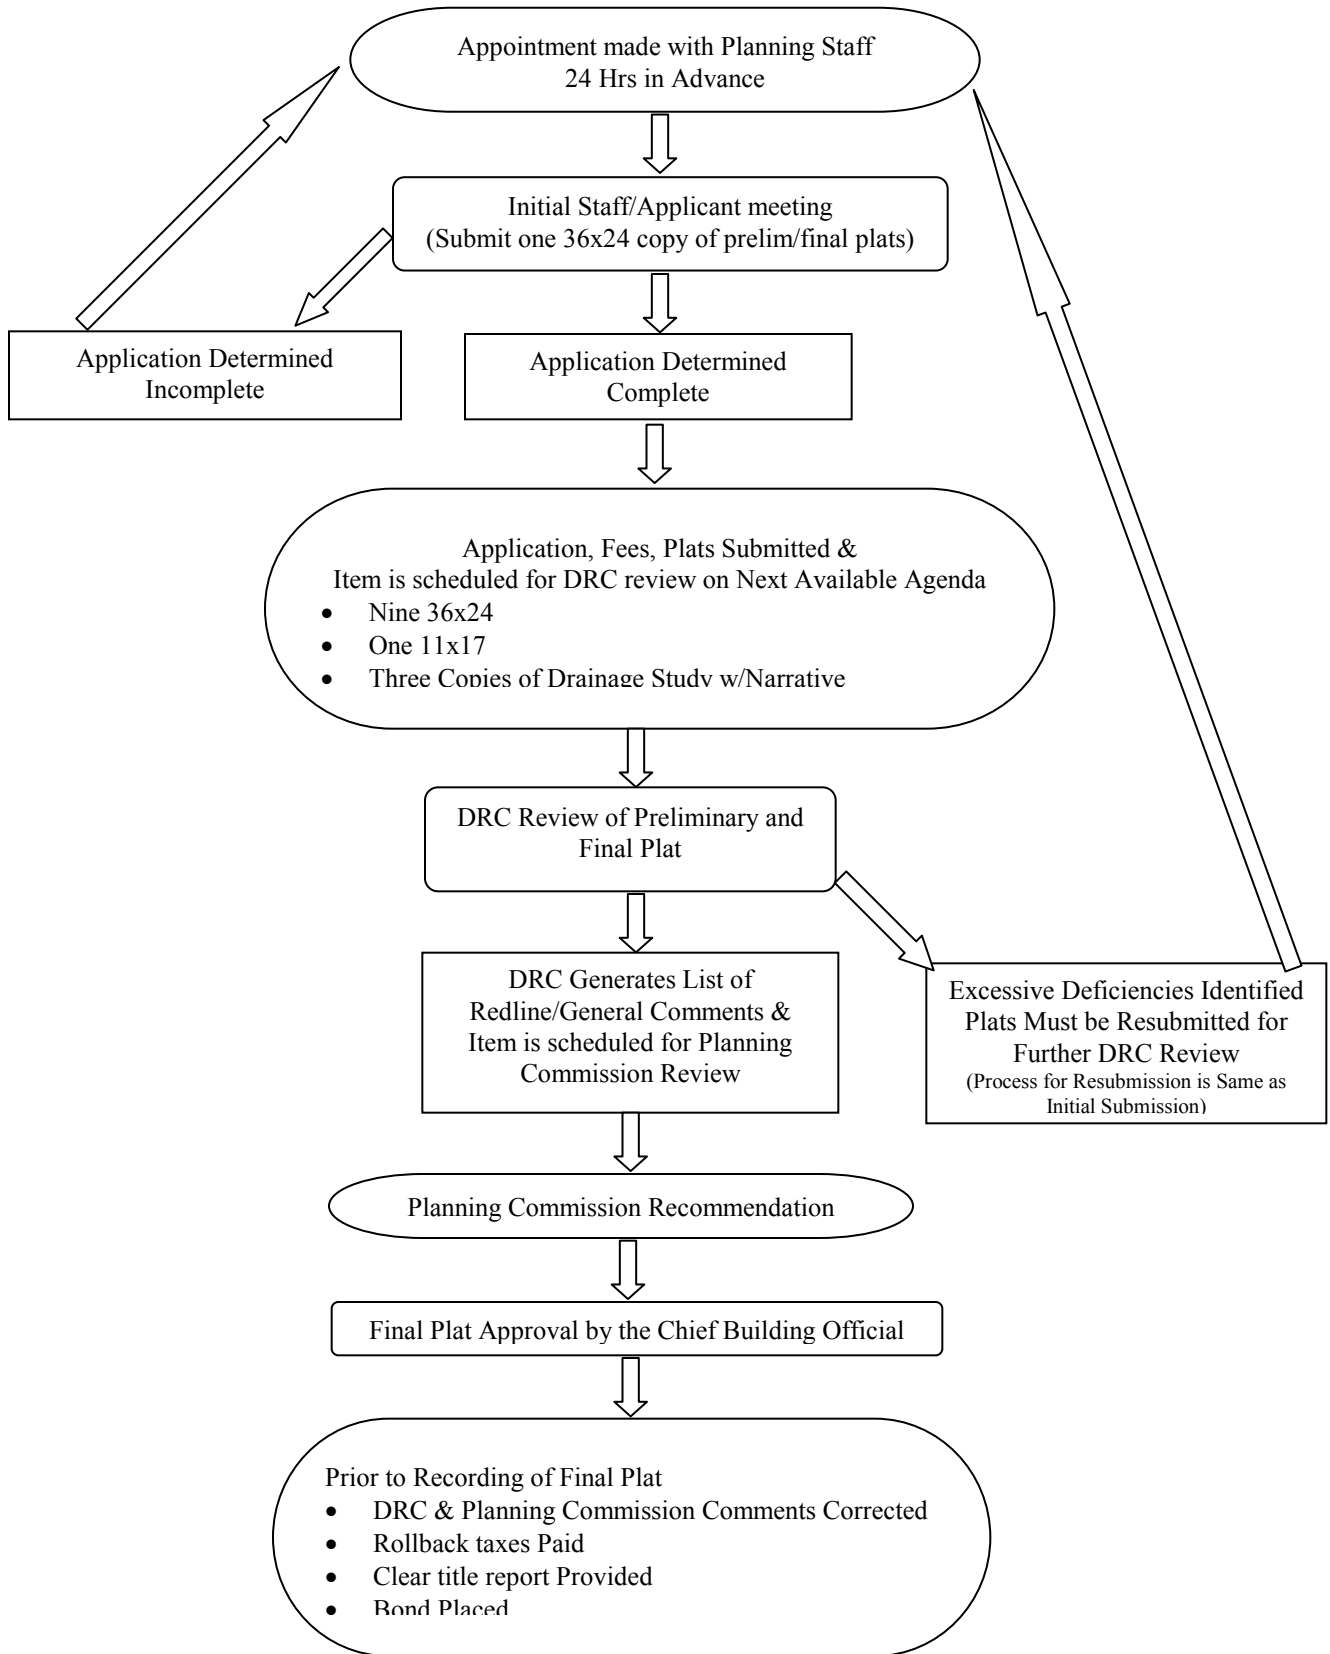 Appointment made with Planning Staff
24 Hrs in Advance
Initial Staff/Applicant meeting
(Submit one 36x24 copy of prelim/final plats)
Application Determined
Incomplete
Application Determined
Complete
Application, Fees, Plats Submitted &
Item is scheduled for DRC review on Next Available Agenda
• Nine 36x24
• One 11x17
• Three Copies of Drainage Study w/Narrative
DRC Review of Preliminary and
Final Plat
DRC Generates List of
Redline/General Comments &
Item is scheduled for Planning
Commission Review
Excessive Deficiencies Identified
Plats Must be Resubmitted for
Further DRC Review
(Process for Resubmission is Same as
Initial Submission)
Planning Commission Recommendation
Final Plat Approval by the Chief Building Official
Prior to Recording of Final Plat
• DRC & Planning Commission Comments Corrected
• Rollback taxes Paid
• Clear title report Provided
• Bond Placed